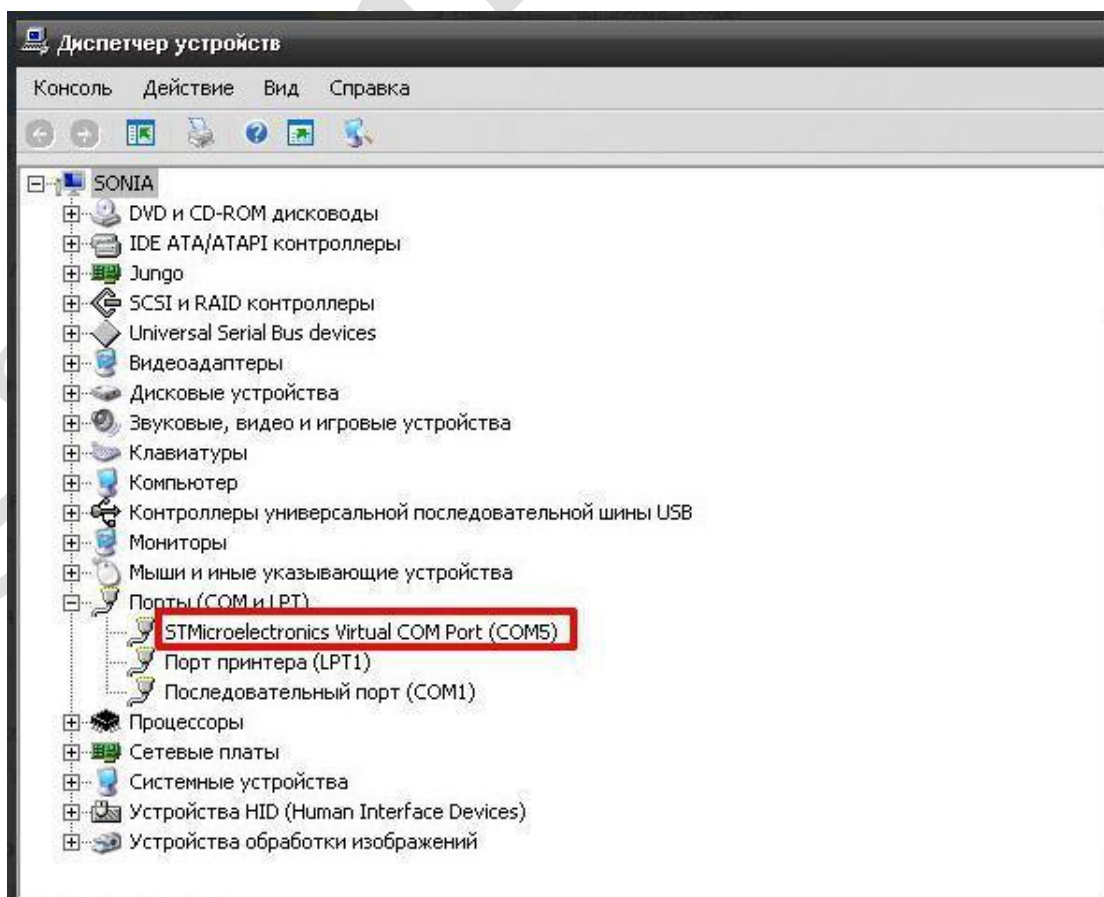 Диспетчер устройств
Консоль Действие Вид Справка
SONIA
DVD и CD-ROM дисководы
IDE ATA/ATAPI контроллеры
Jungo
SCSI и RAID контроллеры
Universal Serial Bus devices
Видеоадаптеры
Дисковые устройства
Звуковые, видео и игровые устройства
Клавиатуры
Компьютер
Контроллеры универсальной последовательной шины USB
Мониторы
Мыши и иные указывающие устройства
Порты (COM и LPT)
STMicroelectronics Virtual COM Port (COM5)
Порт принтера (LPT1)
Последовательный порт (COM1)
Процессоры
Сетевые платы
Системные устройства
Устройства HID (Human Interface Devices)
Устройства обработки изображений